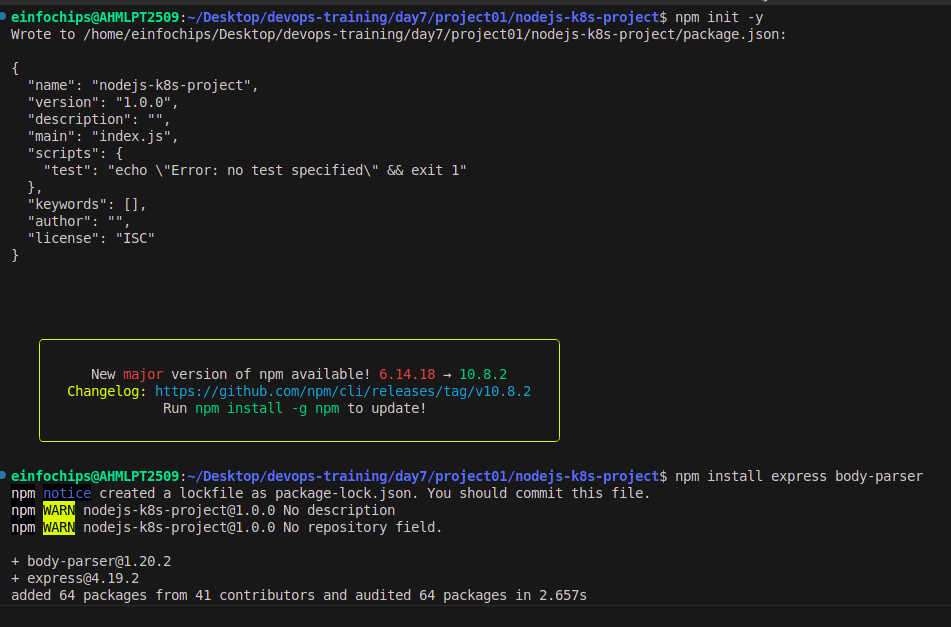 einfochips@AHMLPT2509:~/Desktop/devops-training/day7/project01/nodejs-k8s-project$ npm init -y
Wrote to /home/einfochips/Desktop/devops-training/day7/project01/nodejs-k8s-project/package.json:
{
  "name": "nodejs-k8s-project",
  "version": "1.0.0",
  "description": "",
  "main": "index.js",
  "scripts": {
    "test": "echo \"Error: no test specified\" && exit 1"
  },
  "keywords": [],
  "author": "",
  "license": "ISC"
}
New major version of npm available! 6.14.18 → 10.8.2
Changelog: https://github.com/npm/cli/releases/tag/v10.8.2
Run npm install -g npm to update!
einfochips@AHMLPT2509:~/Desktop/devops-training/day7/project01/nodejs-k8s-project$ npm install express body-parser
npm notice created a lockfile as package-lock.json. You should commit this file.
npm WARN nodejs-k8s-project@1.0.0 No description
npm WARN nodejs-k8s-project@1.0.0 No repository field.
+ body-parser@1.20.2
+ express@4.19.2
added 64 packages from 41 contributors and audited 64 packages in 2.657s